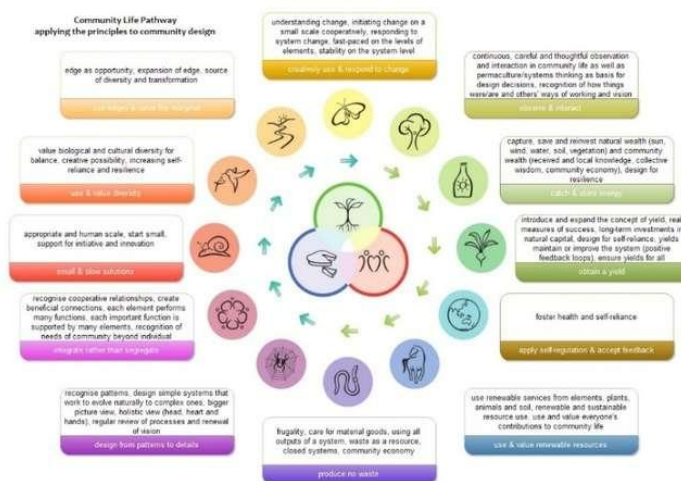 Community Life Pathway
applying the principles to community design
understanding change, initiating change on a
small scale cooperatively, responding to
system change, fast-paced on the levels of
elements, stability on the system level
creatively use & respond to change
continuous, careful and thoughtful observation
and interaction in community life as well as
permaculture/systems thinking as basis for
design decisions, recognition of how things
were/are and others' ways of working and vision
observe & interact
capture, save and reinvest natural wealth (sun,
wind, water, soil, vegetation) and community
wealth (received and local knowledge, collective
wisdom, community economy), design for
resilience
catch & store energy
introduce and expand the concept of yield, real
measures of success, long-term investments in
natural capital, design for self-reliance, yields
maintain or improve the system (positive
feedback loops), ensure yields for all
obtain a yield
foster health and self-reliance
apply self-regulation & accept feedback
use renewable services from elements, plants,
animals and soil, renewable and sustainable
resource use, use and value everyone's
contributions to community life
use & value renewable resources
frugality, care for material goods, using all
outputs of a system, waste as a resource,
closed systems, community economy
produce no waste
recognise patterns, design simple systems that
work to evolve naturally to complex ones, bigger
picture view, holistic view (head, heart and
hands), regular review of processes and renewal
of vision
design from patterns to details
recognise cooperative relationships, create
beneficial connections, each element performs
many functions, each important function is
supported by many elements, recognition of
needs of community beyond individual
integrate rather than segregate
appropriate and human scale, start small,
support for initiative and innovation
small & slow solutions
value biological and cultural diversity for
balance, creative possibility, increasing self-
reliance and resilience
use & value diversity
edge as opportunity, expansion of edge, source
of diversity and transformation
use edges & value the marginal